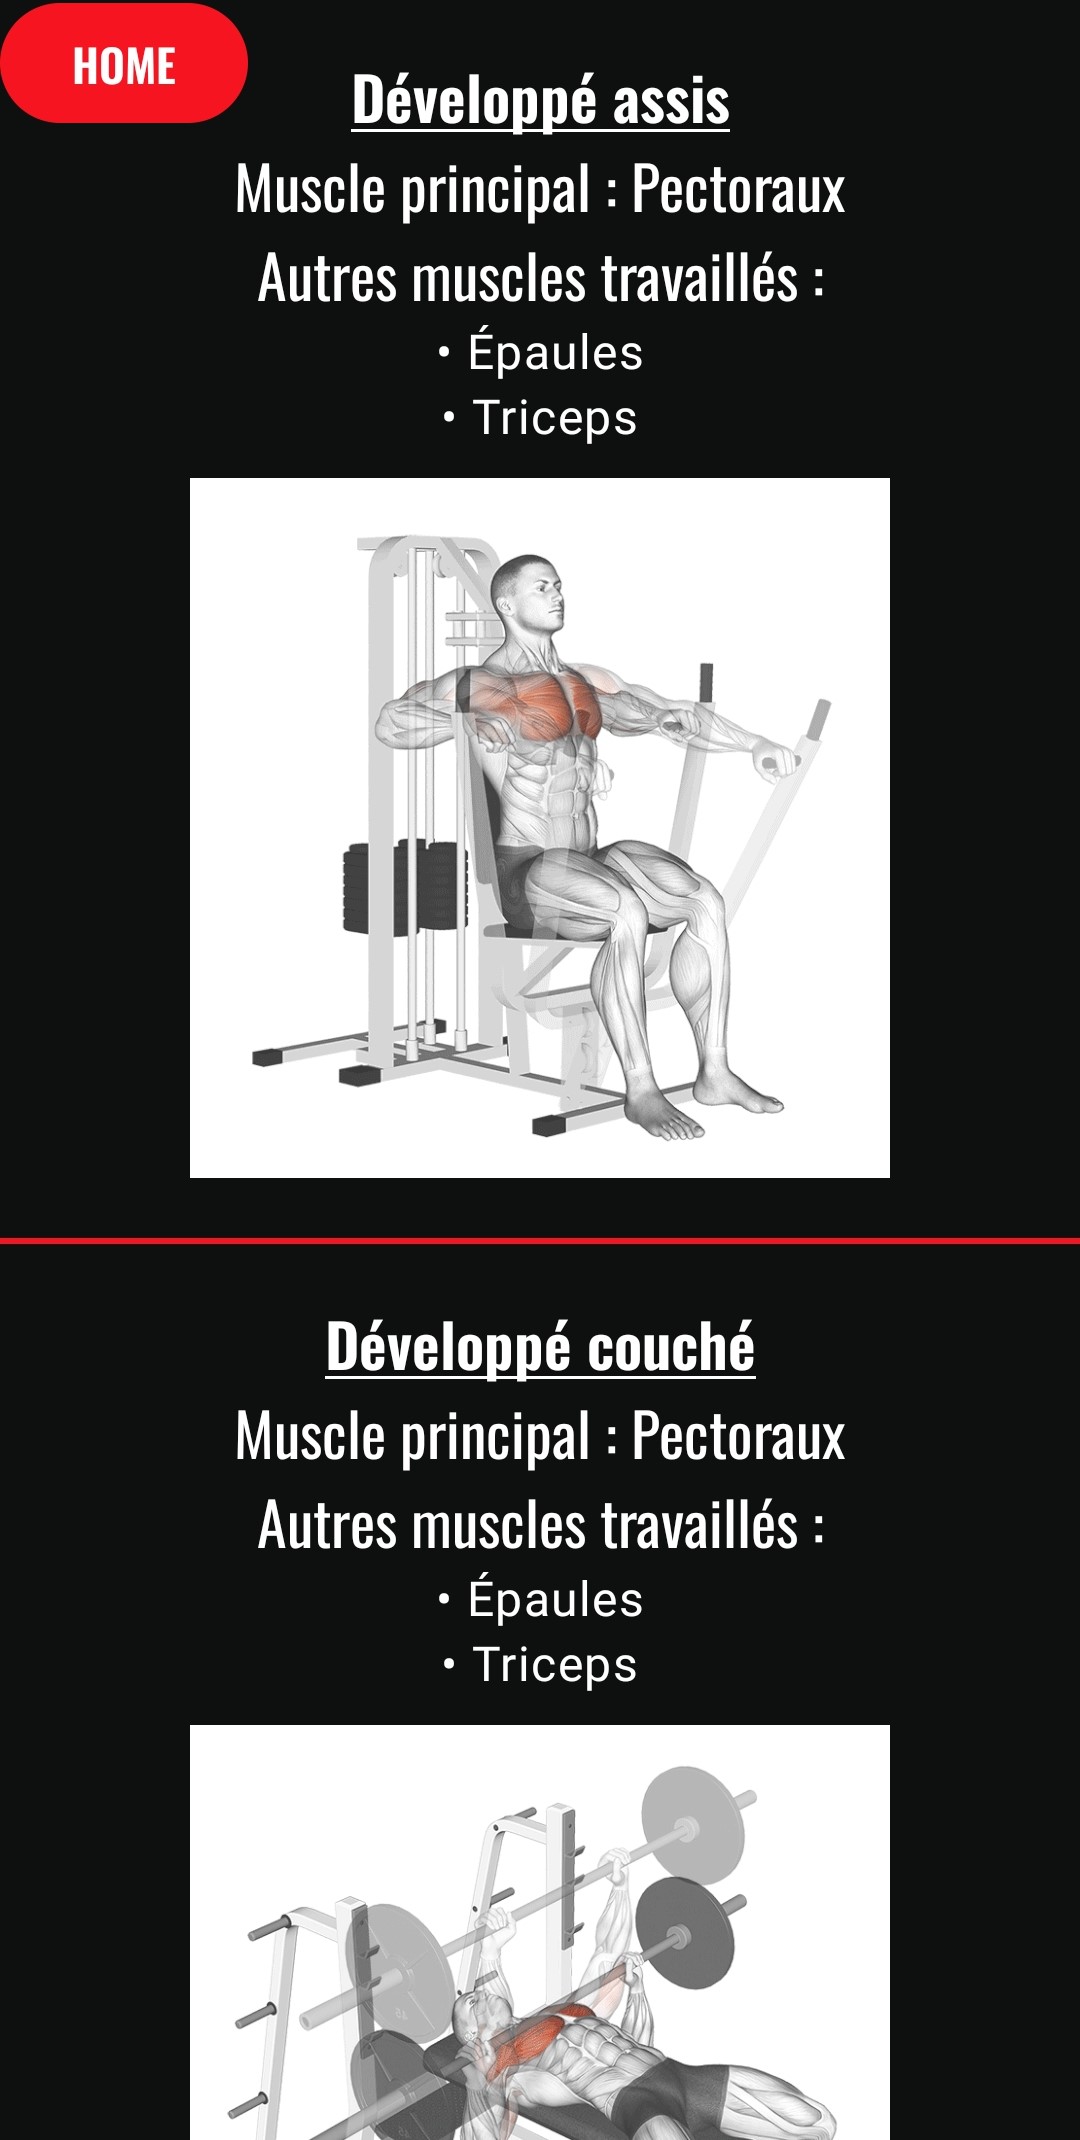 HOME
Développé assis
Muscle principal : Pectoraux
Autres muscles travaillés :
• Épaules
• Triceps
Développé couché
Muscle principal : Pectoraux
Autres muscles travaillés :
• Épaules
• Triceps